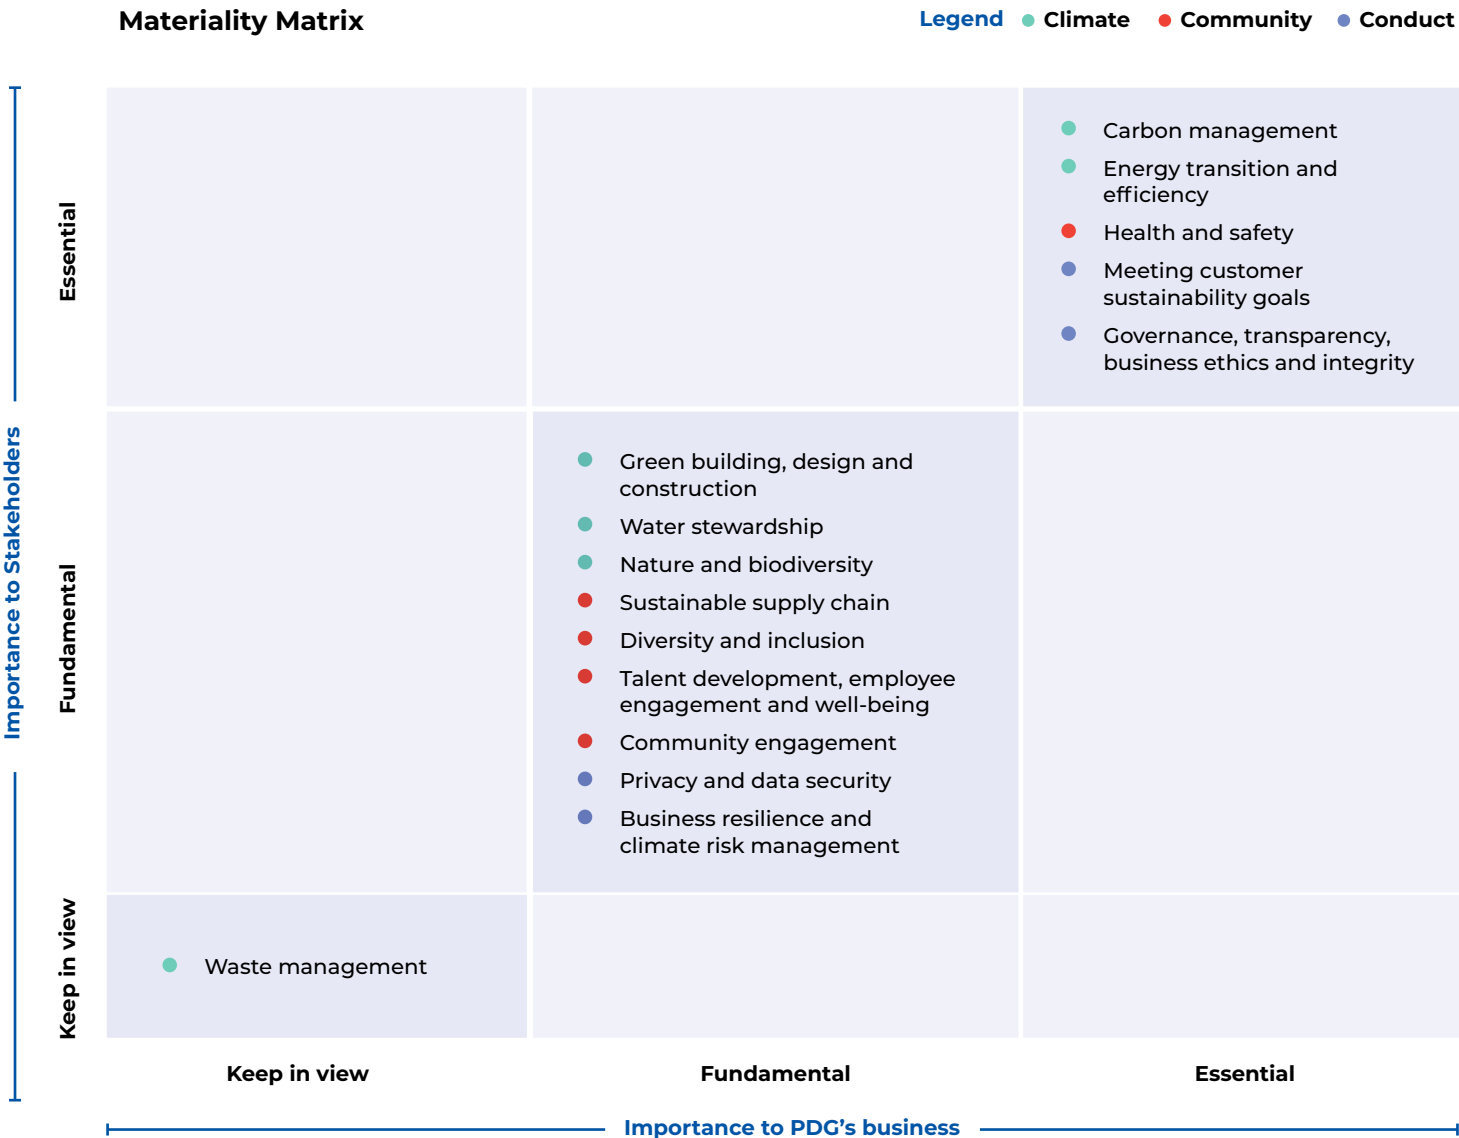 Materiality Matrix
Legend Climate Community Conduct
Importance to Stakeholders
Essential
Carbon management
Energy transition and
efficiency
Health and safety
Meeting customer
sustainability goals
Governance, transparency,
business ethics and integrity
Fundamental
Green building, design and
construction
Water stewardship
Nature and biodiversity
Sustainable supply chain
Diversity and inclusion
Talent development, employee
engagement and well-being
Community engagement
Privacy and data security
Business resilience and
climate risk management
Keep in view
Waste management
Keep in view Fundamental Essential
Importance to PDG’s business